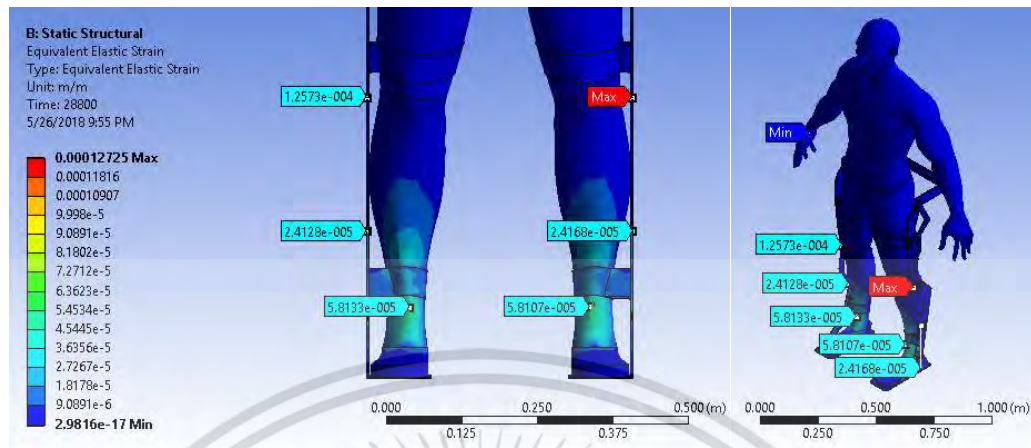 B: Static Structural
Equivalent Elastic Strain
Type: Equivalent Elastic Strain
Unit: m/m
Time: 28800
5/26/2018 9:55 PM
0.00012725 Max
0.00011816
0.00010907
9.998e-5
9.0891e-5
8.1802e-5
7.2712e-5
6.3623e-5
5.4534e-5
4.5445e-5
3.6356e-5
2.7267e-5
1.8178e-5
9.0891e-6
2.9816e-17 Min
1.2573e-004
Max
2.4128e-005
2.4168e-005
5.8133e-005
5.8107e-005
0.000
0.250
0.500 (m)
0.125
0.375
Min
1.2573e-004
2.4128e-005
Max
5.8133e-005
5.8107e-005
2.4168e-005
0.000
0.500
1.000 (m)
0.250
0.750